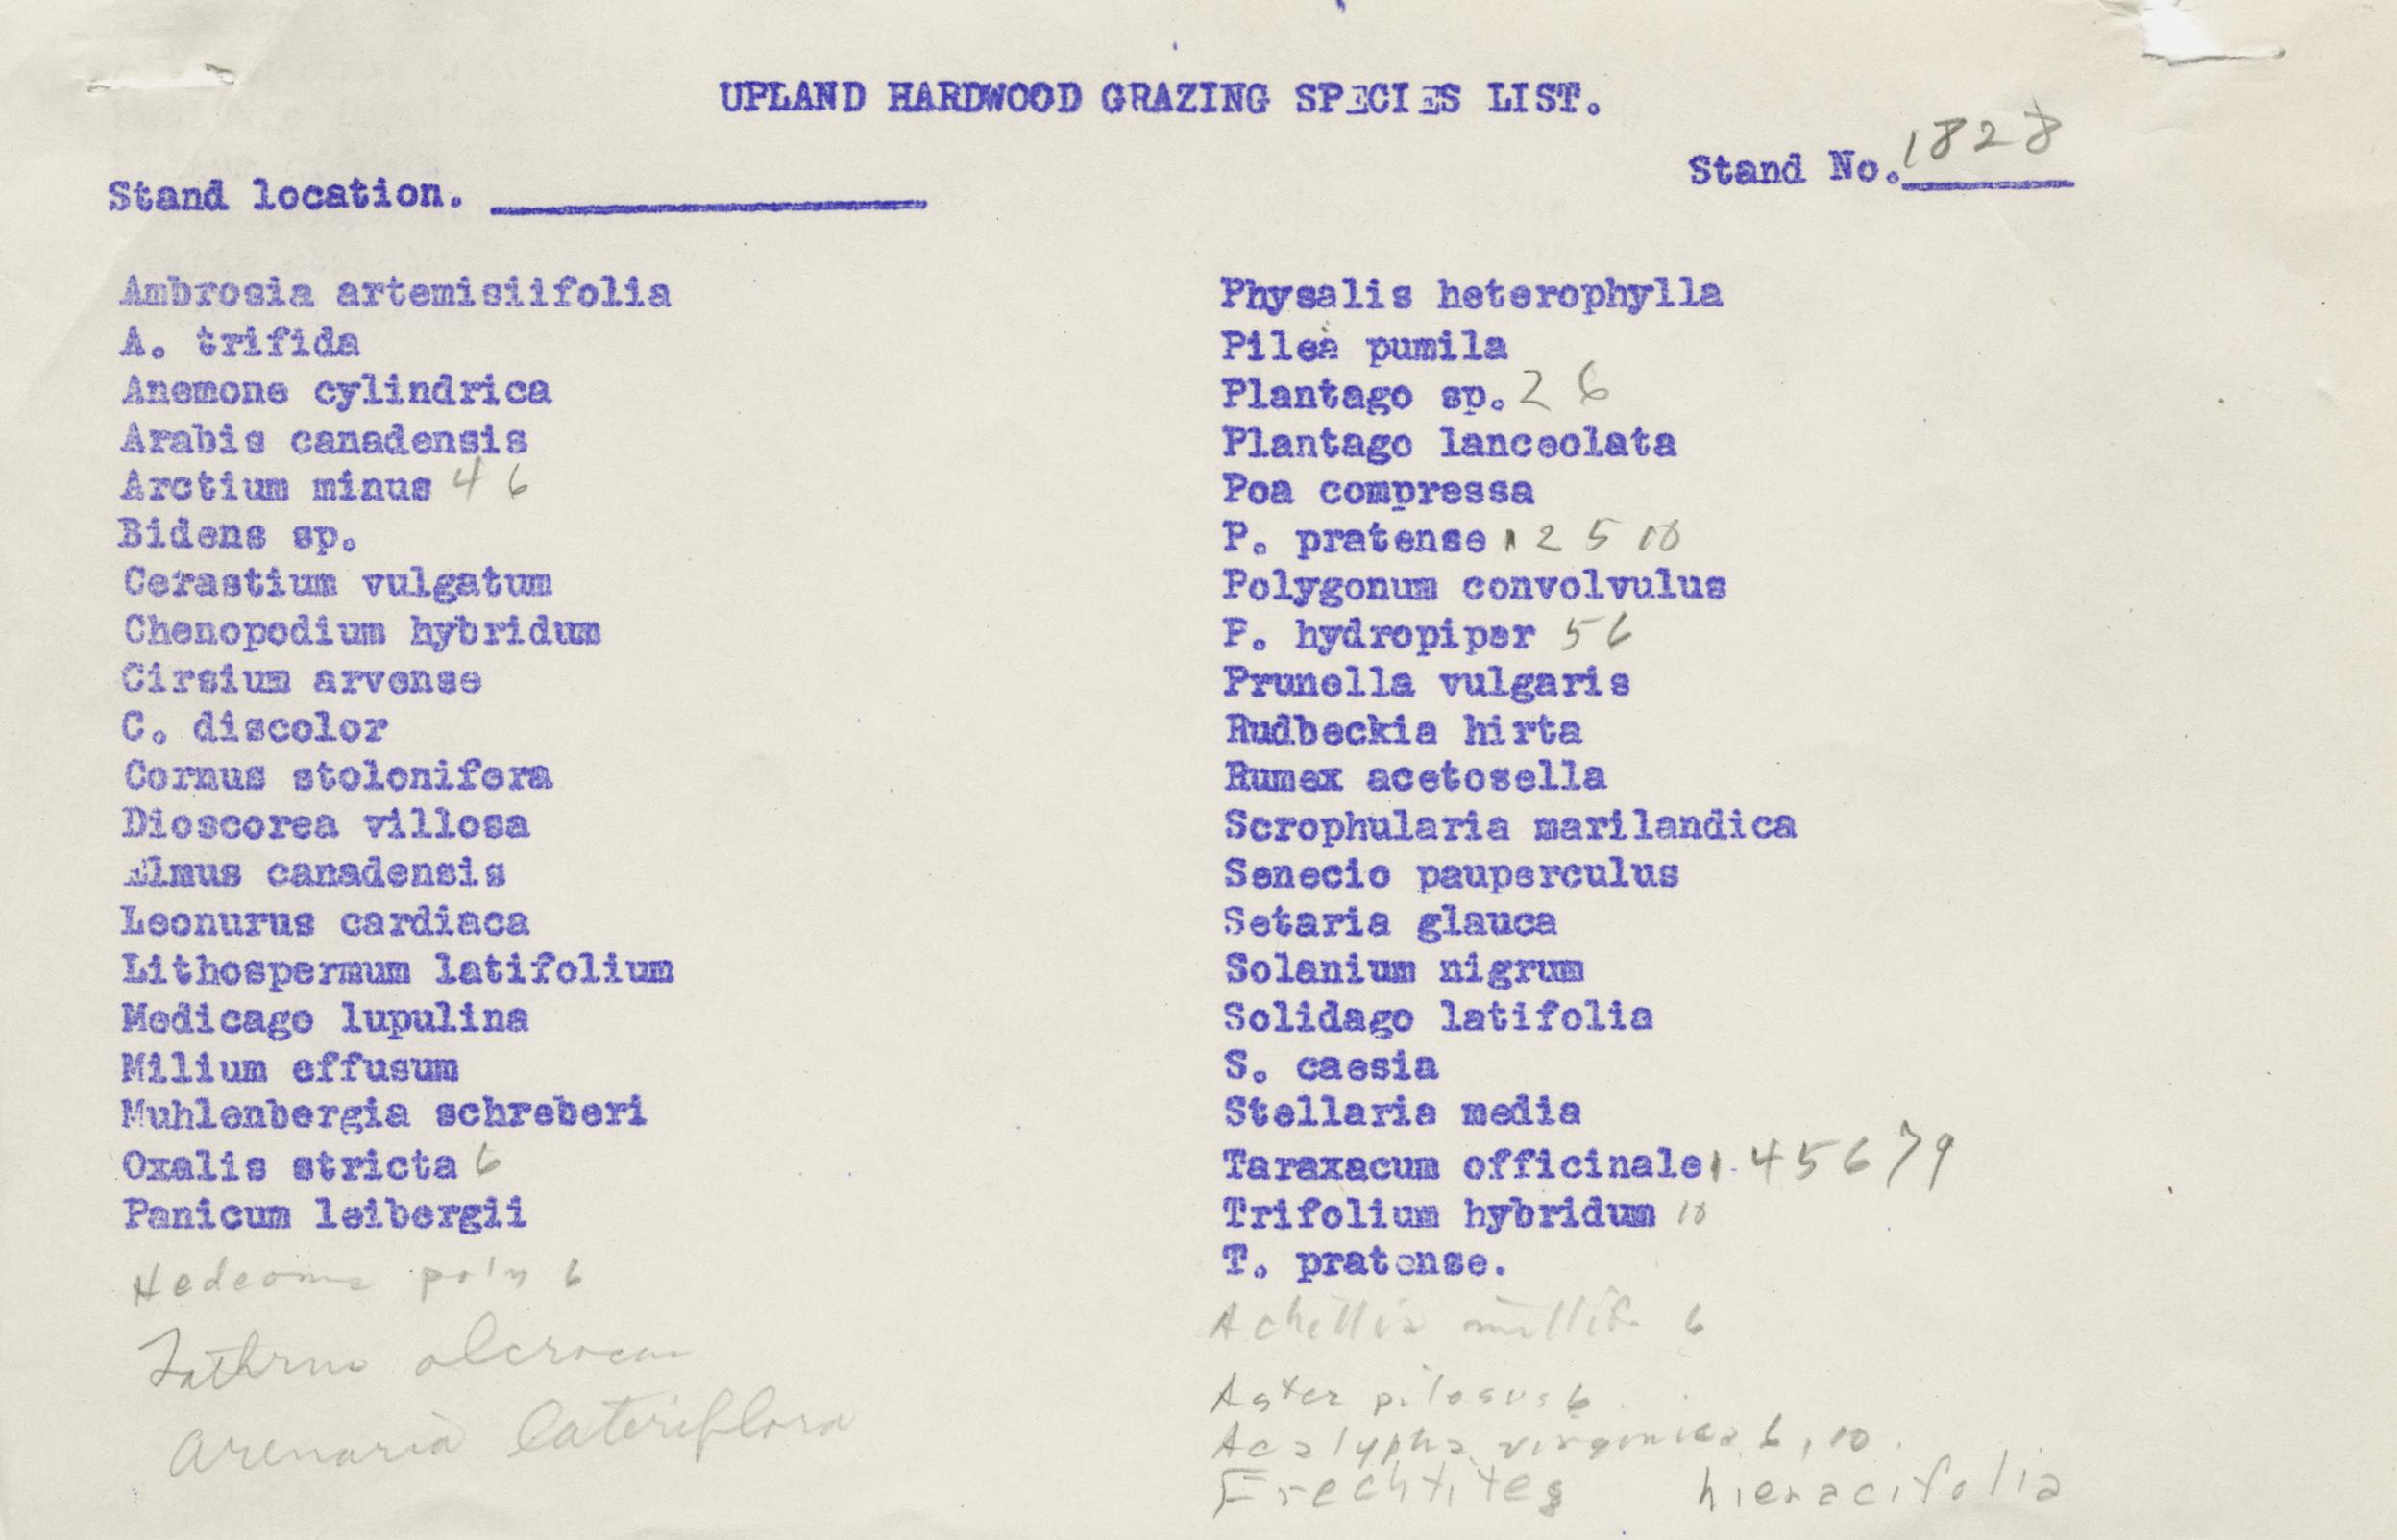 UPLAND HARDWOOD GRAZING SPECIES LIST.
Stand No. 1828
Stand location.
Ambrosia artemisiifolia
A. trifida
Anemone cylindrica
Arabis canadensis
Arctium minus 4 6
Bidens sp.
Cerastium vulgatum
Chenopodium hybridum
Cirsium arvense
C. discolor
Cornus stolonifera
Dioscorea villosa
Elmus canadensis
Leonurus cardiaca
Lithospermum latifolium
Medicago lupulina
Milium effusum
Muhlenbergia schreberi
Oxalis stricta 6
Panicum leibergii
Hedeoma 6
Arenaria lateriflora
Physalis heterophylla
Pilea pumila
Plantago sp. 2 6
Plantago lanceolata
Poa compressa
P. pratense 1 2 5 10
Polygonum convolvulus
P. hydropiper 5 6
Prunella vulgaris
Rudbeckia hirta
Rumex acetosella
Scrophularia marilandica
Senecio pauperculus
Setaria glauca
Solanium nigrum
Solidago latifolia
S. caesia
Stellaria media
Taraxacum officinale 1 4 5 6 7 9
Trifolium hybridum 10
T. pratense.
Achillia millif 6
Aster pilosus 6
Acalypha virginica 6, 10
Erechtites hieracifolia